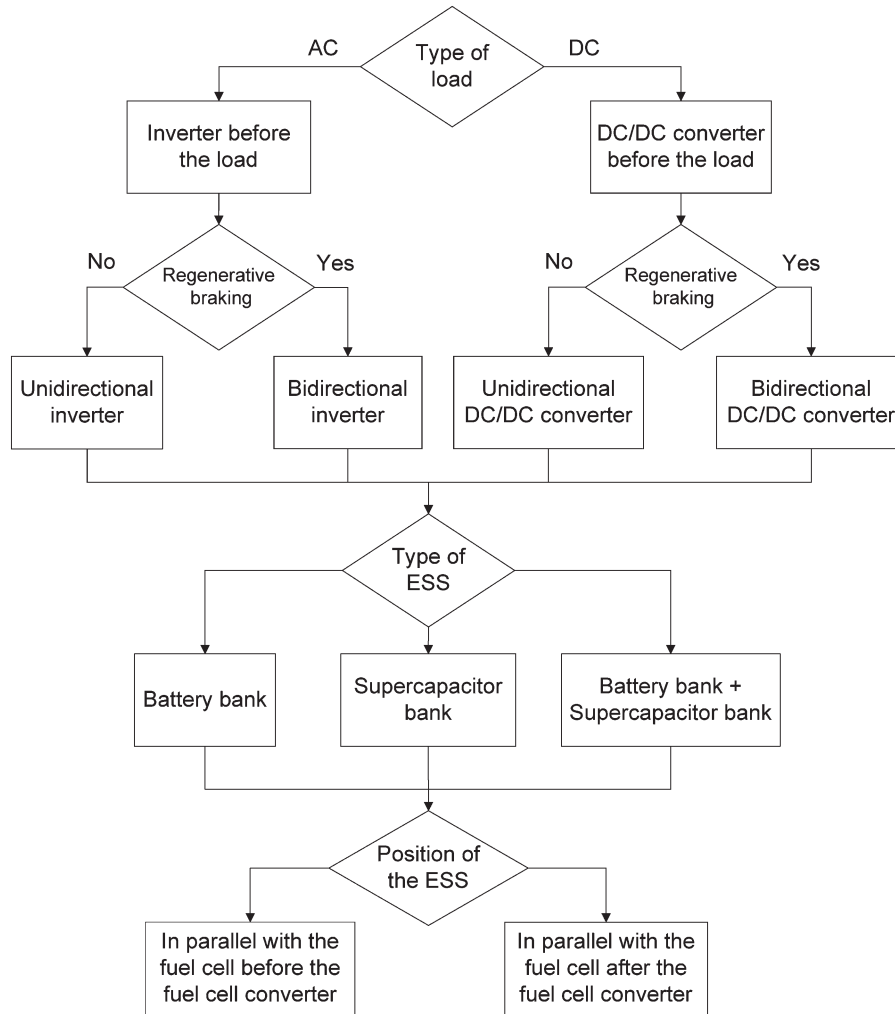 AC
Type of
load
DC
Inverter before
the load
DC/DC converter
before the load
No
Regenerative
braking
Yes
No
Regenerative
braking
Yes
Unidirectional
inverter
Bidirectional
inverter
Unidirectional
DC/DC converter
Bidirectional
DC/DC converter
Type of
ESS
Battery bank
Supercapacitor
bank
Battery bank +
Supercapacitor bank
Position of
the ESS
In parallel with the
fuel cell before the
fuel cell converter
In parallel with the
fuel cell after the
fuel cell converter